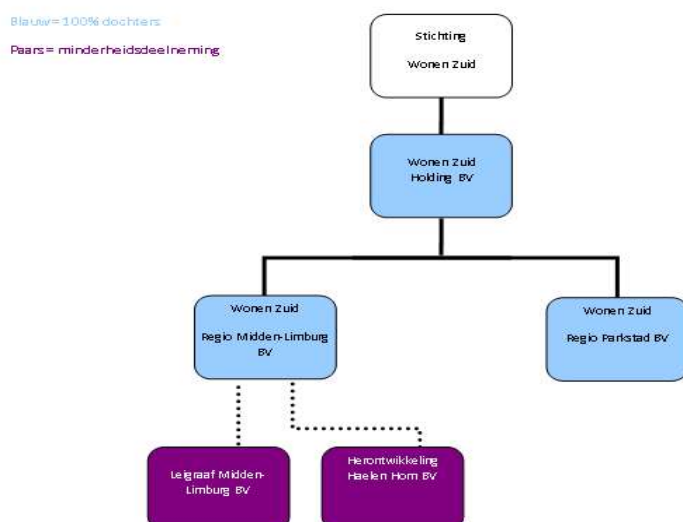 Blauw= 100% dochters
Paars= minderheidsdeelneming
Stichting
Wonen Zuid
Wonen Zuid
Holding BV
Wonen Zuid
Regio Midden-Limburg
BV
Wonen Zuid
Regio Parkstad BV
Leigraaf Midden-
Limburg BV
Herontwikkeling
Haelen Horn BV